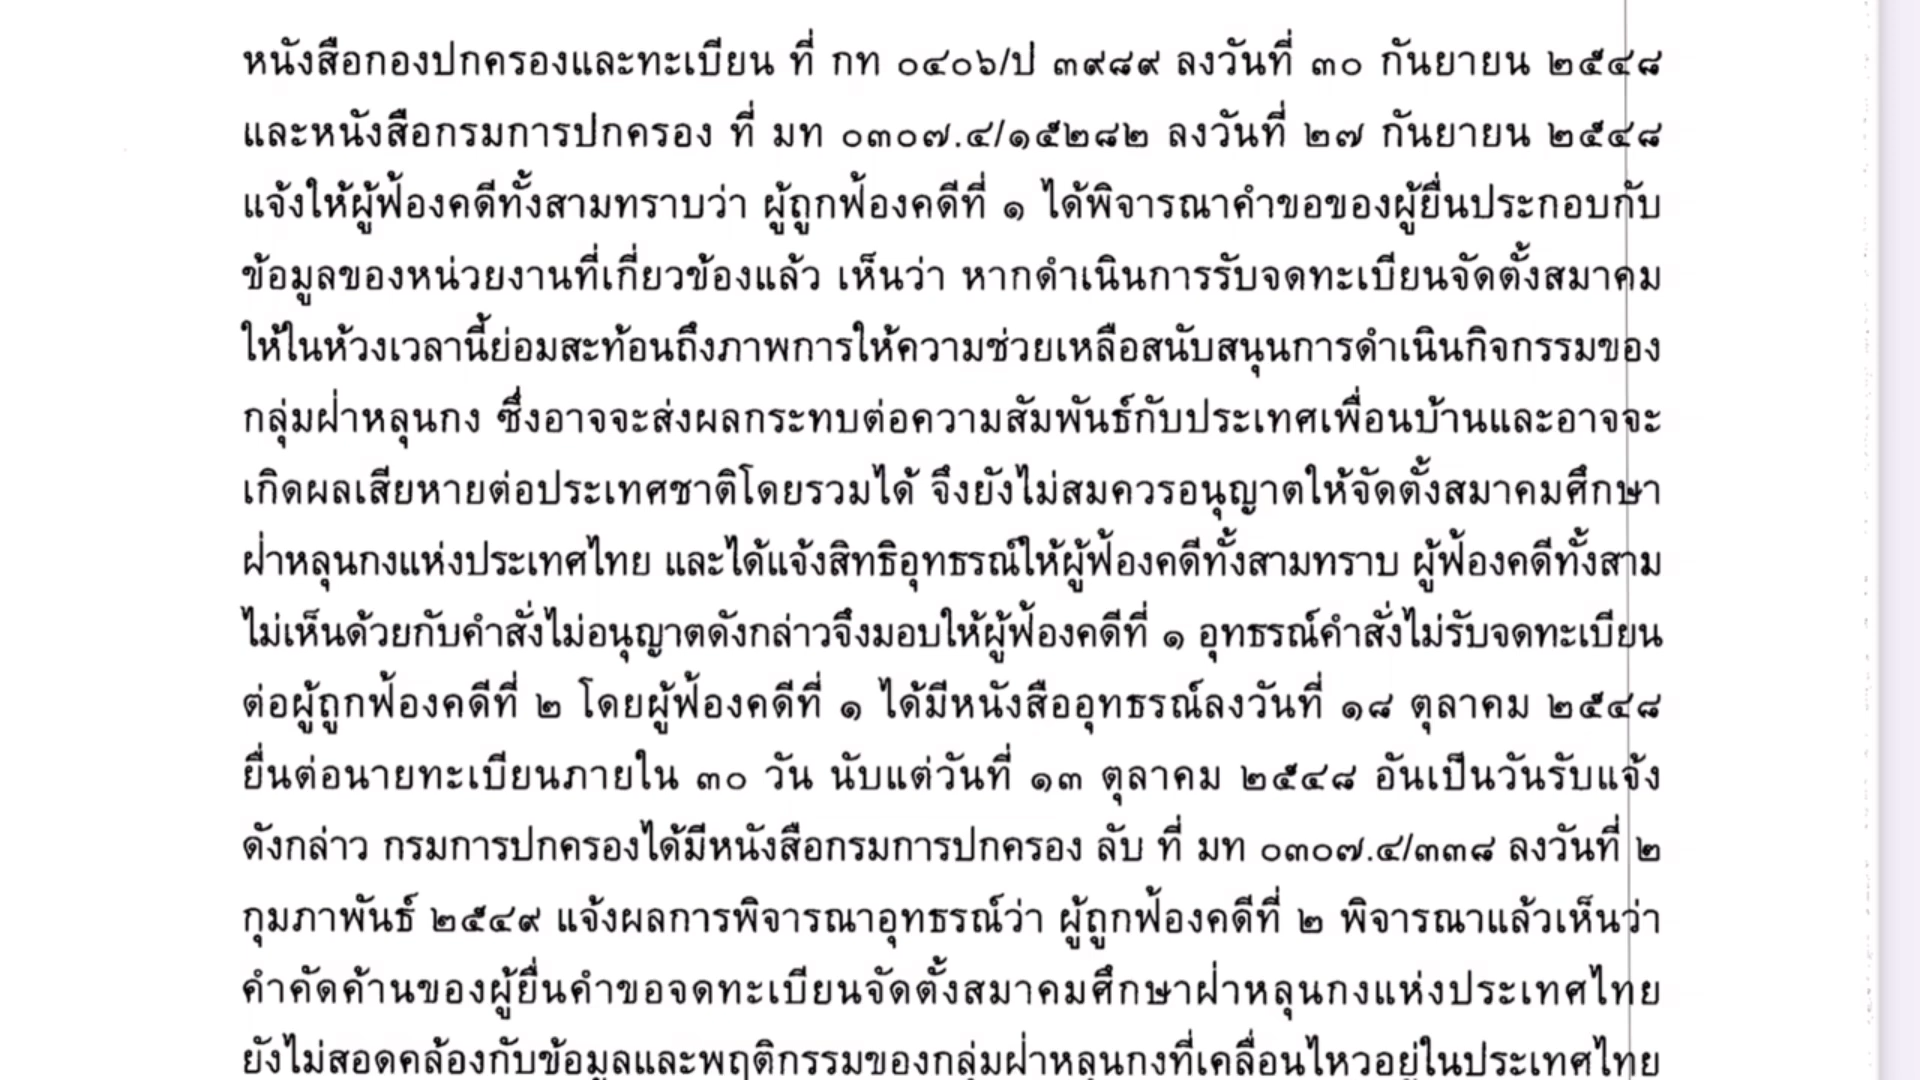 หนังสือกองปกครองและทะเบียน ที่ กท ๐๔๐๖/ป ๓๙๘๙ ลงวันที่ ๓๐ กันยายน ๒๕๔๘
และหนังสือกรมการปกครอง ที่ มท ๐๓๐๗.๔/๑๕๒๘๒ ลงวันที่ ๒๗ กันยายน ๒๕๔๘
แจ้งให้ผู้ฟ้องคดีทั้งสามทราบว่า ผู้ถูกฟ้องคดีที่ ๑ ได้พิจารณาคำขอของผู้ยื่นประกอบกับ
ข้อมูลของหน่วยงานที่เกี่ยวข้องแล้ว เห็นว่า หากดำเนินการรับจดทะเบียนจัดตั้งสมาคม
ให้ในห้วงเวลานี้ย่อมสะท้อนถึงภาพการให้ความช่วยเหลือสนับสนุนการดำเนินกิจกรรมของ
กลุ่มฝ่าหลุนกง ซึ่งอาจจะส่งผลกระทบต่อความสัมพันธ์กับประเทศเพื่อนบ้านและอาจจะ
เกิดผลเสียหายต่อประเทศชาติโดยรวมได้ จึงยังไม่สมควรอนุญาตให้จัดตั้งสมาคมศึกษา
ฝ่าหลุนกงแห่งประเทศไทย และได้แจ้งสิทธิอุทธรณ์ให้ผู้ฟ้องคดีทั้งสามทราบ ผู้ฟ้องคดีทั้งสาม
ไม่เห็นด้วยกับคำสั่งไม่อนุญาตดังกล่าวจึงมอบให้ผู้ฟ้องคดีที่ ๑ อุทธรณ์คำสั่งไม่รับจดทะเบียน
ต่อผู้ถูกฟ้องคดีที่ ๒ โดยผู้ฟ้องคดีที่ ๑ ได้มีหนังสืออุทธรณ์ลงวันที่ ๑๘ ตุลาคม ๒๕๔๘
ยื่นต่อนายทะเบียนภายใน ๓๐ วัน นับแต่วันที่ ๑๓ ตุลาคม ๒๕๔๘ อันเป็นวันรับแจ้ง
ดังกล่าว กรมการปกครองได้มีหนังสือกรมการปกครอง ลับ ที่ มท ๐๓๐๗.๔/๓๓๘ ลงวันที่ ๒
กุมภาพันธ์ ๒๕๔๙ แจ้งผลการพิจารณาอุทธรณ์ว่า ผู้ถูกฟ้องคดีที่ ๒ พิจารณาแล้วเห็นว่า
คำคัดค้านของผู้ยื่นคำขอจดทะเบียนจัดตั้งสมาคมศึกษาฝ่าหลุนกงแห่งประเทศไทย
ยังไม่สอดคล้องกับข้อมูลและพฤติกรรมของกลุ่มฝ่าหลุนกงที่เคลื่อนไหวอยู่ในประเทศไทย